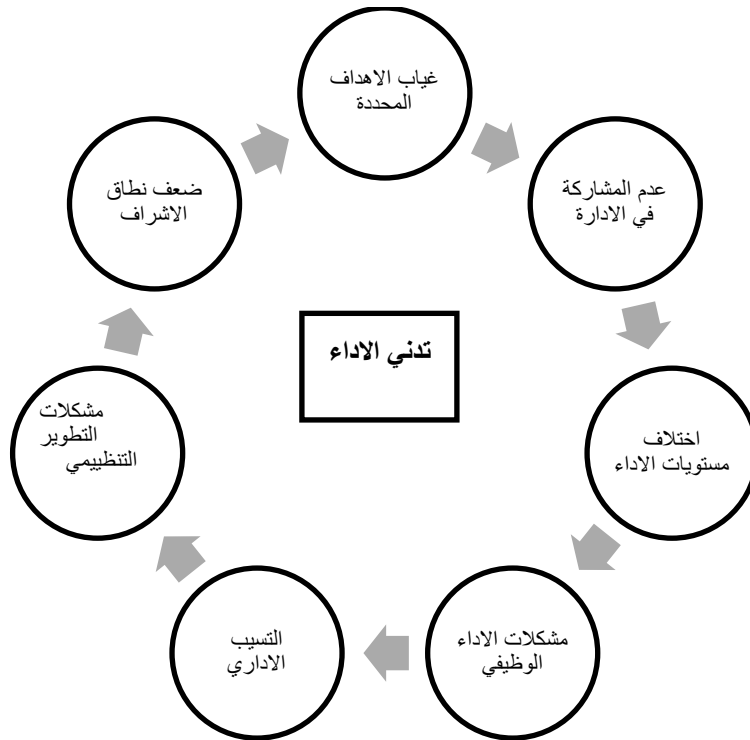 غياب الاهداف
المحددة
عدم المشاركة
في الادارة
اختلاف
مستويات الاداء
مشكلات الاداء
الوظيفي
التسيب
الاداري
مشكلات
التطوير
التنظييمي
ضعف نطاق
الاشراف
تدني الاداء